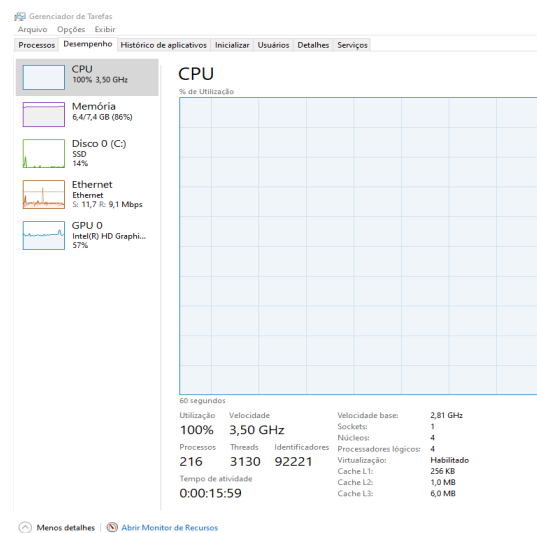 Gerenciador de Tarefas
Arquivo Opções Exibir
Processos Desempenho Histórico de aplicativos Inicializar Usuários Detalhes Serviços
CPU
100% 3,50 GHz
Memória
6,4/7,4 GB (86%)
Disco 0 (C:)
SSD
14%
Ethernet
Ethernet
S: 11,7 R: 9,1 Mbps
GPU 0
Intel(R) HD Graphi...
57%
CPU
% de Utilização
60 segundos
Utilização Velocidade
100% 3,50 GHz
Processos Threads Identificadores
216 3130 92221
Tempo de atividade
0:00:15:59
Velocidade base: 2,81 GHz
Sockets: 1
Núcleos: 4
Processadores lógicos: 4
Virtualização: Habilitado
Cache L1: 256 KB
Cache L2: 1,0 MB
Cache L3: 6,0 MB
Menos detalhes Abrir Monitor de Recursos